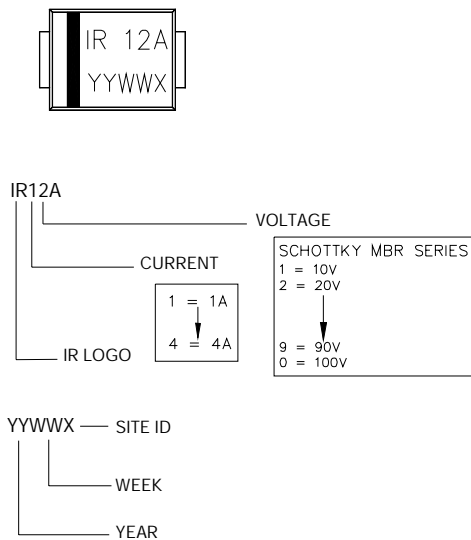 IR 12A
YYWWX
IR12A
VOLTAGE
CURRENT
IR LOGO
1 = 1A
4 = 4A
SCHOTTKY MBR SERIES
1 = 10V
2 = 20V
9 = 90V
0 = 100V
YYWWX
SITE ID
WEEK
YEAR